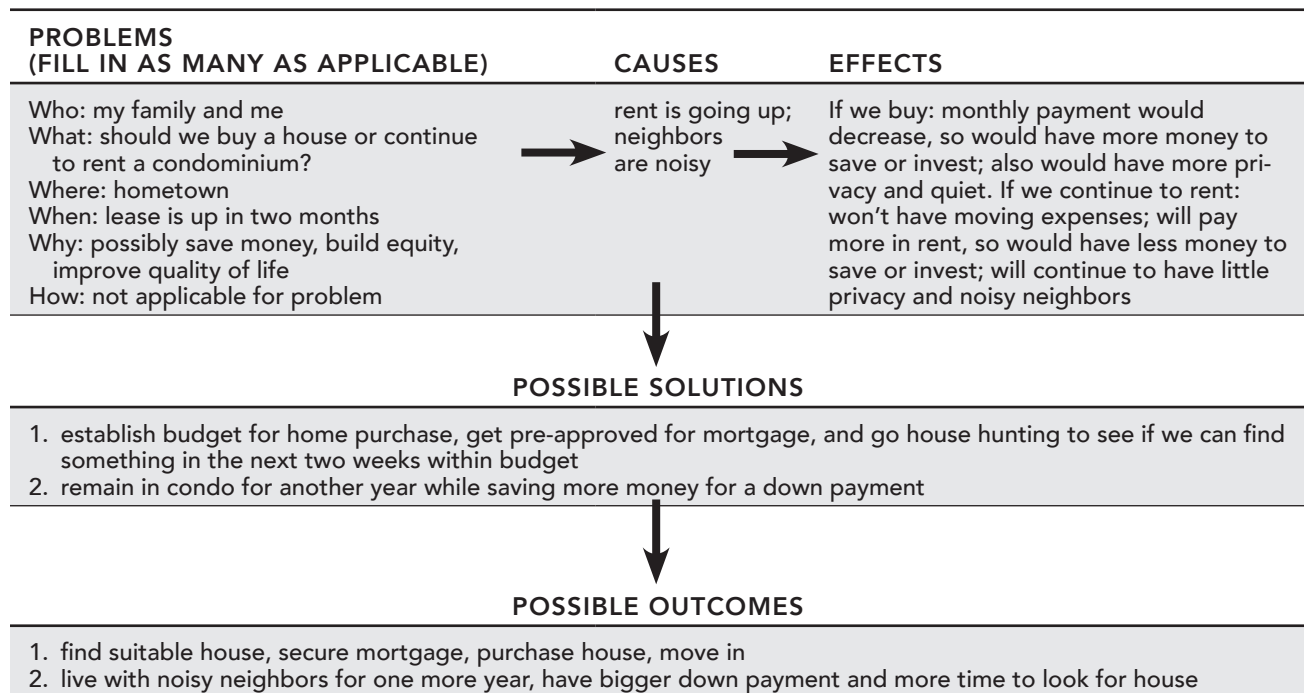 PROBLEMS
(FILL IN AS MANY AS APPLICABLE)
CAUSES
EFFECTS
Who: my family and me
What: should we buy a house or continue
to rent a condominium?
Where: hometown
When: lease is up in two months
Why: possibly save money, build equity,
improve quality of life
How: not applicable for problem
rent is going up;
neighbors
are noisy
If we buy: monthly payment would
decrease, so would have more money to
save or invest; also would have more pri-
vacy and quiet. If we continue to rent:
won’t have moving expenses; will pay
more in rent, so would have less money to
save or invest; will continue to have little
privacy and noisy neighbors
POSSIBLE SOLUTIONS
1. establish budget for home purchase, get pre-approved for mortgage, and go house hunting to see if we can find
something in the next two weeks within budget
2. remain in condo for another year while saving more money for a down payment
POSSIBLE OUTCOMES
1. find suitable house, secure mortgage, purchase house, move in
2. live with noisy neighbors for one more year, have bigger down payment and more time to look for house